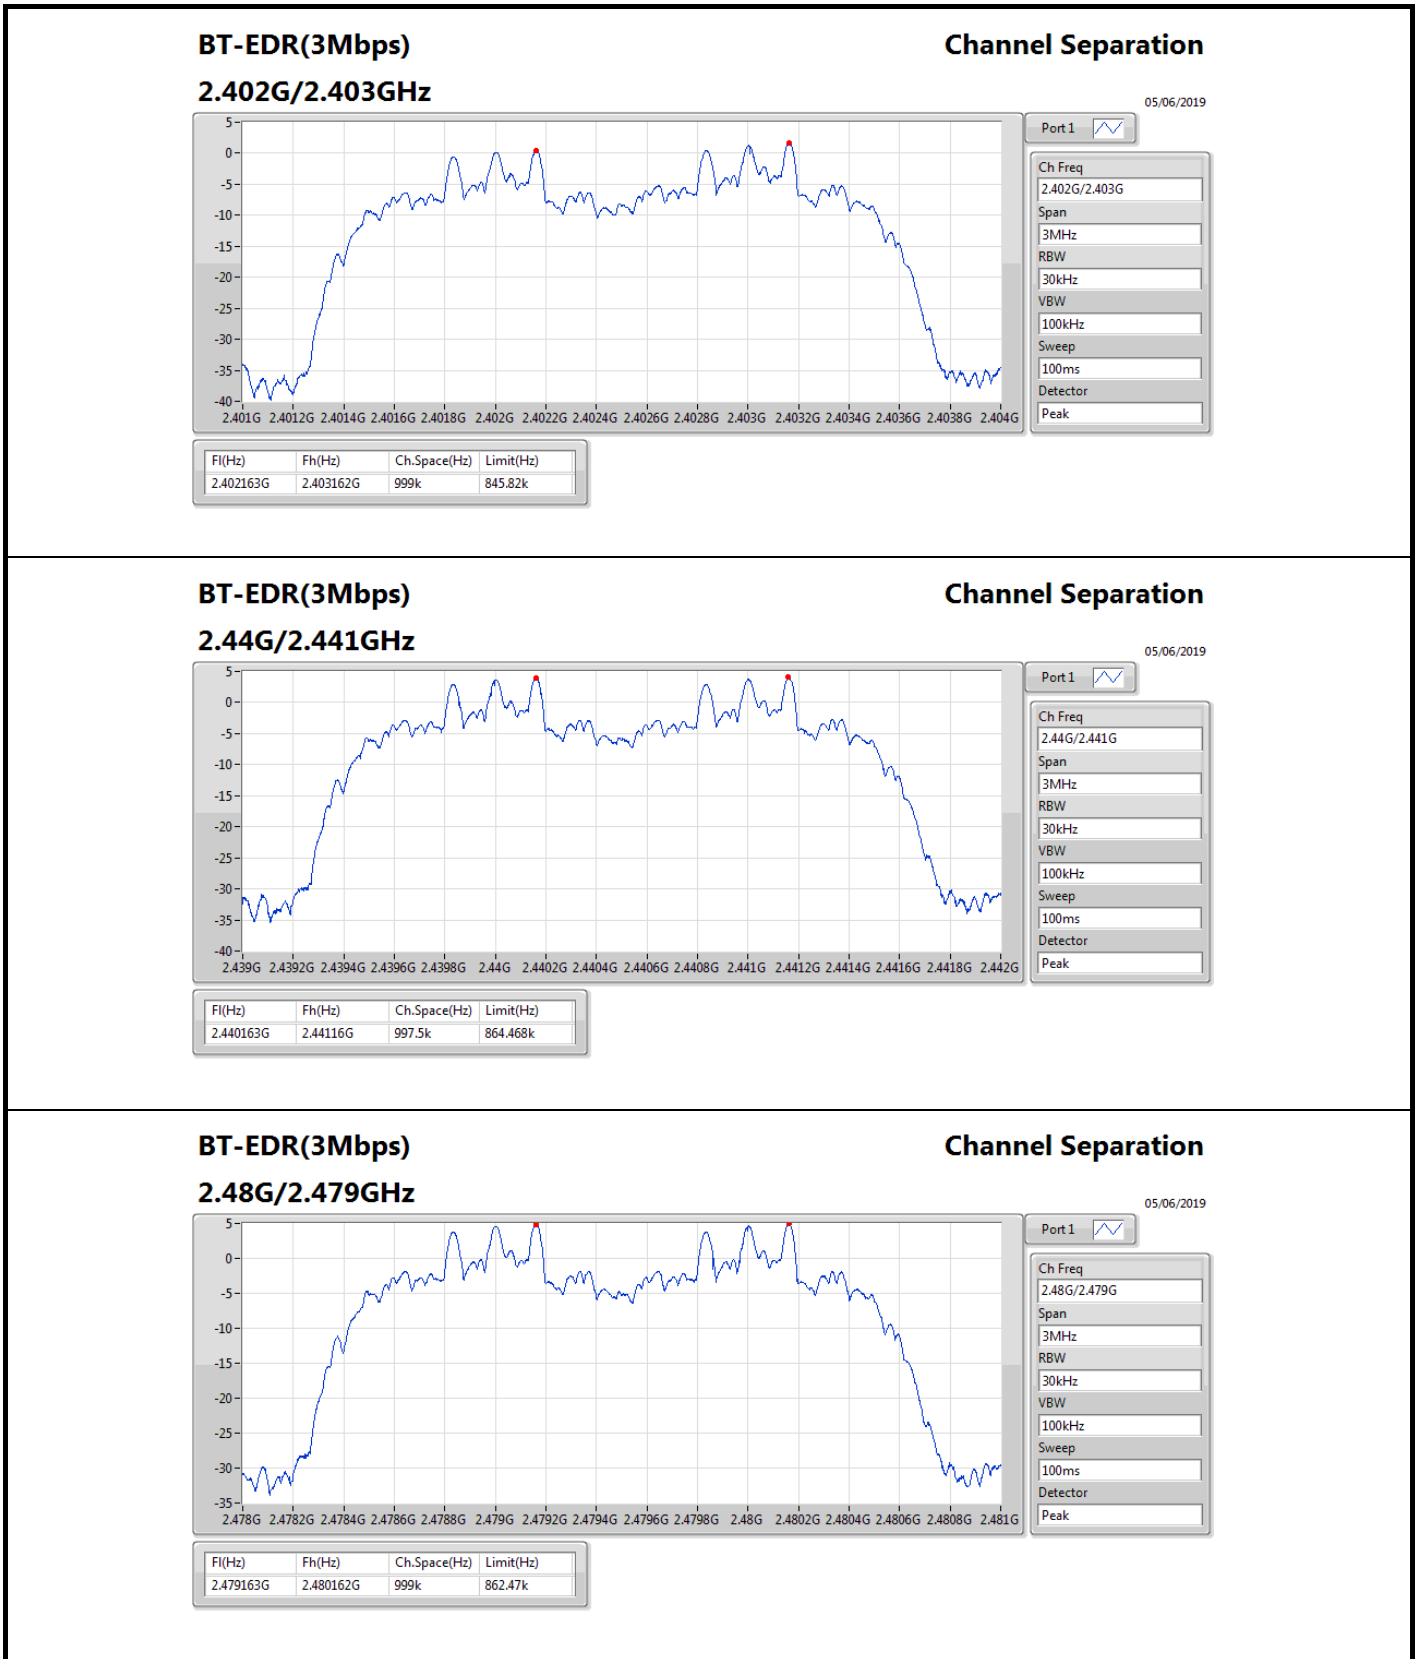 BT-EDR(3Mbps) Channel Separation
2.402G/2.403GHz
05/06/2019
Port 1
5
0
-5
-10
-15
-20
-25
-30
-35
-40
2.401G 2.4012G 2.4014G 2.4016G 2.4018G 2.402G 2.4022G 2.4024G 2.4026G 2.4028G 2.403G 2.4032G 2.4034G 2.4036G 2.4038G 2.404G
Ch Freq
2.402G/2.403G
Span
3MHz
RBW
30kHz
VBW
100kHz
Sweep
100ms
Detector
Peak
Fl(Hz) Fh(Hz) Ch.Space(Hz) Limit(Hz)
2.402163G 2.403162G 999k 845.82k
BT-EDR(3Mbps) Channel Separation
2.44G/2.441GHz
05/06/2019
Port 1
5
0
-5
-10
-15
-20
-25
-30
-35
-40
2.439G 2.4392G 2.4394G 2.4396G 2.4398G 2.44G 2.4402G 2.4404G 2.4406G 2.4408G 2.441G 2.4412G 2.4414G 2.4416G 2.4418G 2.442G
Ch Freq
2.44G/2.441G
Span
3MHz
RBW
30kHz
VBW
100kHz
Sweep
100ms
Detector
Peak
Fl(Hz) Fh(Hz) Ch.Space(Hz) Limit(Hz)
2.440163G 2.44116G 997.5k 864.468k
BT-EDR(3Mbps) Channel Separation
2.48G/2.479GHz
05/06/2019
Port 1
5
0
-5
-10
-15
-20
-25
-30
-35
2.478G 2.4782G 2.4784G 2.4786G 2.4788G 2.479G 2.4792G 2.4794G 2.4796G 2.4798G 2.48G 2.4802G 2.4804G 2.4806G 2.4808G 2.481G
Ch Freq
2.48G/2.479G
Span
3MHz
RBW
30kHz
VBW
100kHz
Sweep
100ms
Detector
Peak
Fl(Hz) Fh(Hz) Ch.Space(Hz) Limit(Hz)
2.479163G 2.480162G 999k 862.47k